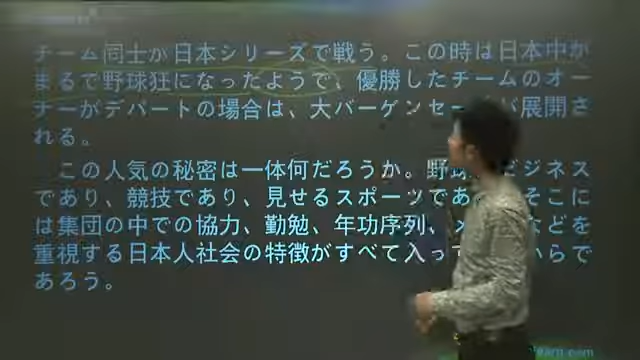 チーム同士が日本シリーズで戦う。この時は日本中が
まるで野球狂になったようで、優勝したチームのオー
ナーがデパートの場合は、大バーゲンセー が展開さ
れる。
この人気の秘密は一体何だろうか。野球 ビジネス
であり、競技であり、見せるスポーツであ そこに
は集団の中での協力、勤勉、年功序列、メ などを
重視する日本人社会の特徴がすべて入って からで
あろう。